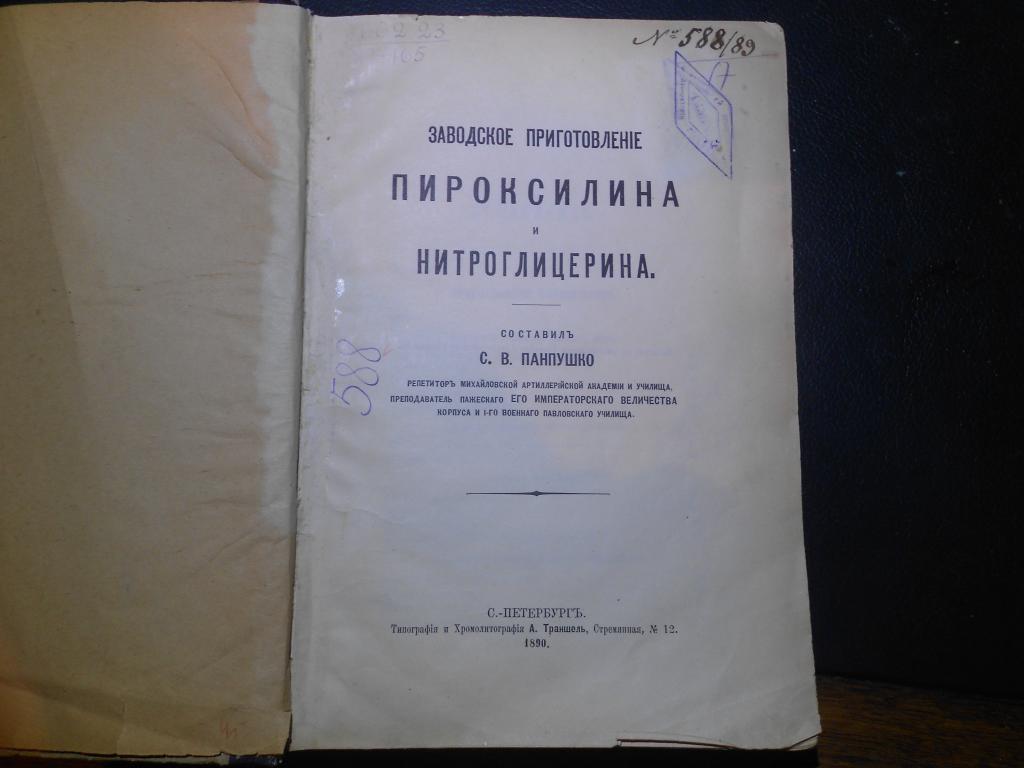 № 588/89
ЗАВОДСКОЕ ПРИГОТОВЛЕНІЕ
ПИРОКСИЛИНА
И
НИТРОГЛИЦЕРИНА.
СОСТАВИЛЪ
С. В. ПАНПУШКО
РЕПЕТИТОРЪ МИХАЙЛОВСКОЙ АРТИЛЛЕРІЙСКОЙ АКАДЕМІИ И УЧИЛИЩА,
ПРЕПОДАВАТЕЛЬ ПАЖЕСКАГО ЕГО ИМПЕРАТОРСКАГО ВЕЛИЧЕСТВА
КОРПУСА И I-ГО ВОЕННАГО ПАВЛОВСКАГО УЧИЛИЩА.
588
С.-ПЕТЕРБУРГЪ.
Типографія и Хромолитографія А. Траншель, Стремянная, № 12.
1890.